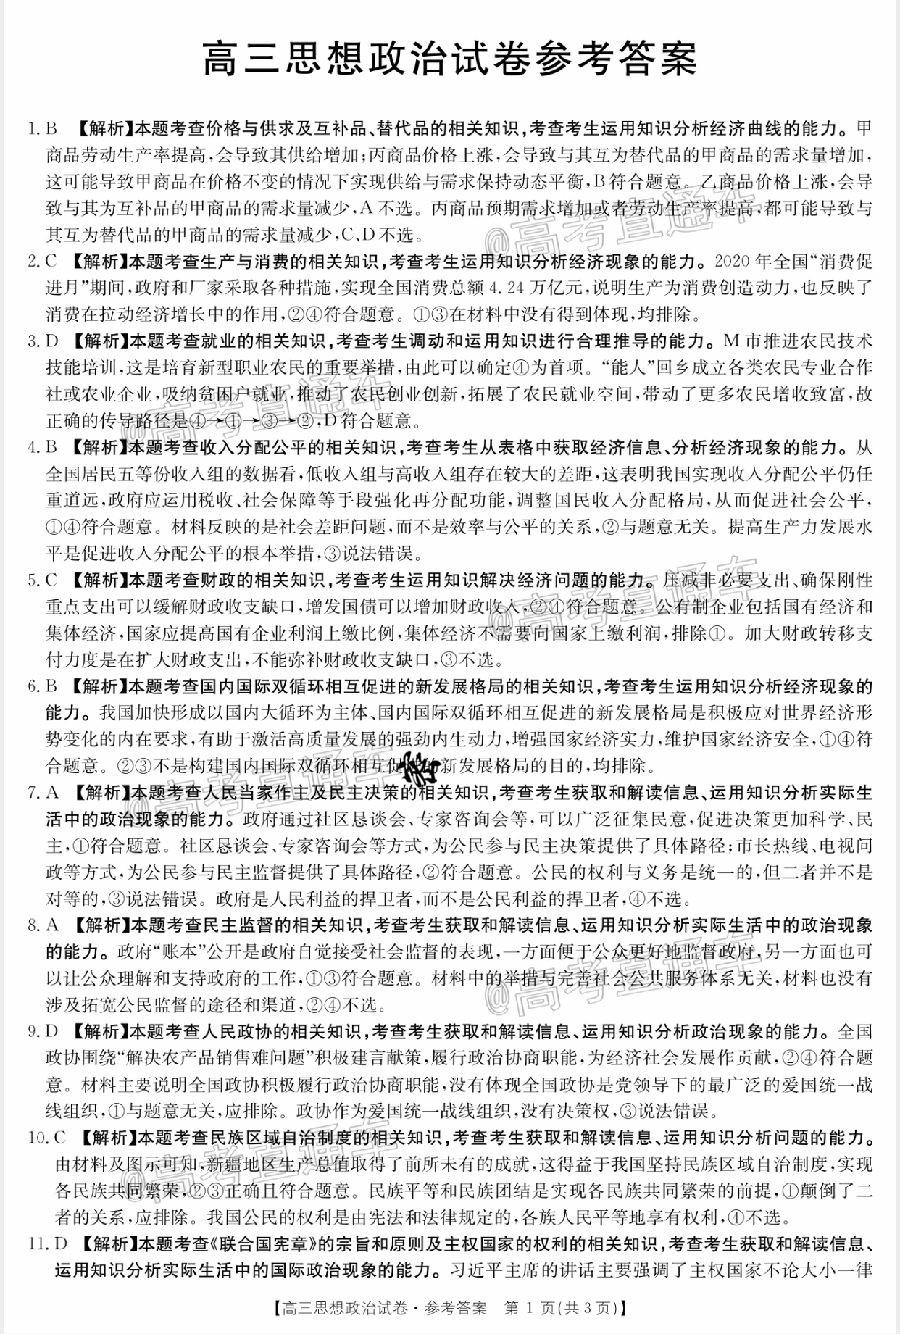 高三思想政治试卷参考答案
1. B 【解析】本题考查价格与供求及互补品、替代品的相关知识,考查考生运用知识分析经济曲线的能力。甲
商品劳动生产率提高,会导致其供给增加;丙商品价格上涨,会导致与其互为替代品的甲商品的需求量增加,
这可能导致甲商品在价格不变的情况下实现供给与需求保持动态平衡,B符合题意。乙商品价格上涨,会导
致与其为互补品的甲商品的需求量减少,A不选。丙商品预期需求增加或者劳动生产率提高,都可能导致与
其互为替代品的甲商品的需求量减少,C、D不选。
2. C 【解析】本题考查生产与消费的相关知识,考查考生运用知识分析经济现象的能力。2020年全国“消费促
进月”期间,政府和厂家采取各种措施,实现全国消费总额4.24万亿元,说明生产为消费创造动力,也反映了
消费在拉动经济增长中的作用,②④符合题意。①③在材料中没有得到体现,均排除。
3. D 【解析】本题考查就业的相关知识,考查考生调动和运用知识进行合理推导的能力。M市推进农民技术
技能培训,这是培育新型职业农民的重要举措,由此可以确定④为首项。“能人”回乡成立各类农民专业合作
社或农业企业,吸纳贫困户就业,推动了农民创业创新,拓展了农民就业空间,带动了更多农民增收致富,故
正确的传导路径是④→①→③→②,D符合题意。
4. B 【解析】本题考查收入分配公平的相关知识,考查考生从表格中获取经济信息、分析经济现象的能力。从
全国居民五等份收入组的数据看,低收入组与高收入组存在较大的差距,这表明我国实现收入分配公平仍任
重道远,政府应运用税收、社会保障等手段强化再分配功能,调整国民收入分配格局,从而促进社会公平,
①④符合题意。材料反映的是社会差距问题,而不是效率与公平的关系,②与题意无关。提高生产力发展水
平是促进收入分配公平的根本举措,③说法错误。
5. C 【解析】本题考查财政的相关知识,考查考生运用知识解决经济问题的能力。压减非必要支出、确保刚性
重点支出可以缓解财政收支缺口,增发国债可以增加财政收入,②④符合题意。公有制企业包括国有经济和
集体经济,国家应提高国有企业利润上缴比例,集体经济不需要向国家上缴利润,排除①。加大财政转移支
付力度是在扩大财政支出,不能弥补财政收支缺口,③不选。
6. B 【解析】本题考查国内国际双循环相互促进的新发展格局的相关知识,考查考生运用知识分析经济现象的
能力。我国加快形成以国内大循环为主体、国内国际双循环相互促进的新发展格局是积极应对世界经济形
势变化的内在要求,有助于激活高质量发展的强劲内生动力,增强国家经济实力,维护国家经济安全,①④符
合题意。②③不是构建国内国际双循环相互促 新发展格局的目的,均排除。
7. A 【解析】本题考查人民当家作主及民主决策的相关知识,考查考生获取和解读信息、运用知识分析实际生
活中的政治现象的能力。政府通过社区恳谈会、专家咨询会等,可以广泛征集民意,促进决策更加科学、民
主,①符合题意。社区恳谈会、专家咨询会等方式,为公民参与民主决策提供了具体路径;市长热线、电视问
政等方式,为公民参与民主监督提供了具体路径,②符合题意。公民的权利与义务是统一的,但二者并不是
对等的,③说法错误。政府是人民利益的捍卫者,而不是公民利益的捍卫者,④不选。
8. A 【解析】本题考查民主监督的相关知识,考查考生获取和解读信息、运用知识分析实际生活中的政治现象
的能力。政府“账本”公开是政府自觉接受社会监督的表现,一方面便于公众更好地监督政府,另一方面也可
以让公众理解和支持政府的工作,①③符合题意。材料中的举措与完善社会公共服务体系无关,材料也没有
涉及拓宽公民监督的途径和渠道,②④不选。
9. D 【解析】本题考查人民政协的相关知识,考查考生获取和解读信息、运用知识分析政治现象的能力。全国
政协围绕“解决农产品销售难问题”积极建言献策,履行政治协商职能,为经济社会发展作贡献,②④符合题
意。材料主要说明全国政协积极履行政治协商职能,没有体现全国政协是党领导下的最广泛的爱国统一战
线组织,①与题意无关,应排除。政协作为爱国统一战线组织,没有决策权,③说法错误。
10. C 【解析】本题考查民族区域自治制度的相关知识,考查考生获取和解读信息、运用知识分析问题的能力。
由材料及图示可知,新疆地区生产总值取得了前所未有的成就,这得益于我国坚持民族区域自治制度,实现
各民族共同繁荣,②③正确且符合题意。民族平等和民族团结是实现各民族共同繁荣的前提,①颠倒了二
者的关系,应排除。我国公民的权利是由宪法和法律规定的,各族人民平等地享有权利,④不选。
11. D 【解析】本题考查《联合国宪章》的宗旨和原则及主权国家的权利的相关知识,考查考生获取和解读信息、
运用知识分析实际生活中的国际政治现象的能力。习近平主席的讲话主要强调了主权国家不论大小一律
【高三思想政治试卷·参考答案 第1页(共3页)】
@高考直通车
@高考直通车
@高考直通车
@高考直通车
@高考直通车
@高考直通车